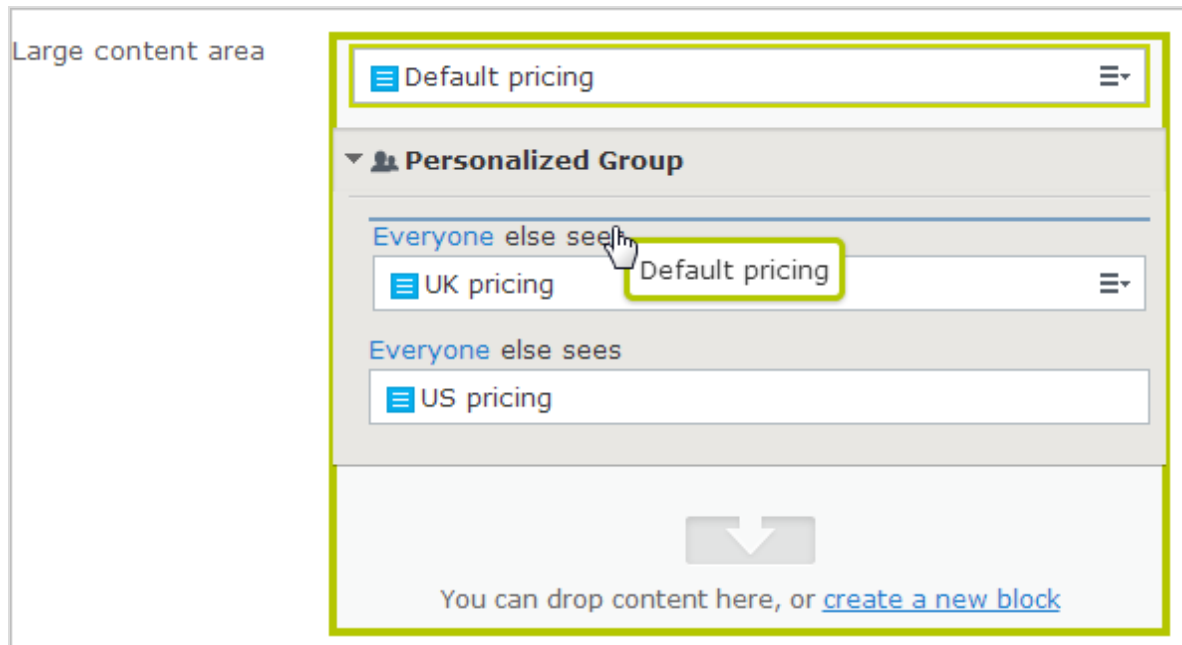 Large content area
Default pricing
Personalized Group
Everyone else sees
Default pricing
UK pricing
Everyone else sees
US pricing
You can drop content here, or create a new block